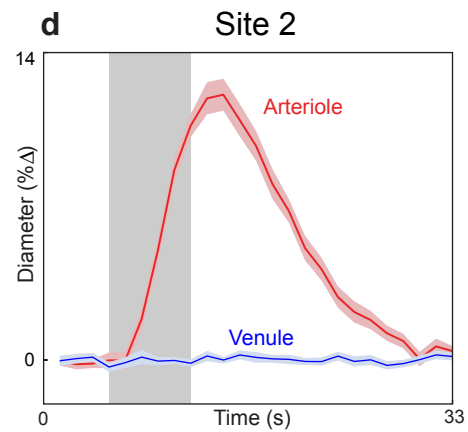 d Site 2
14
Arteriole
Diameter (%Δ)
Venule
0
0 Time (s) 33